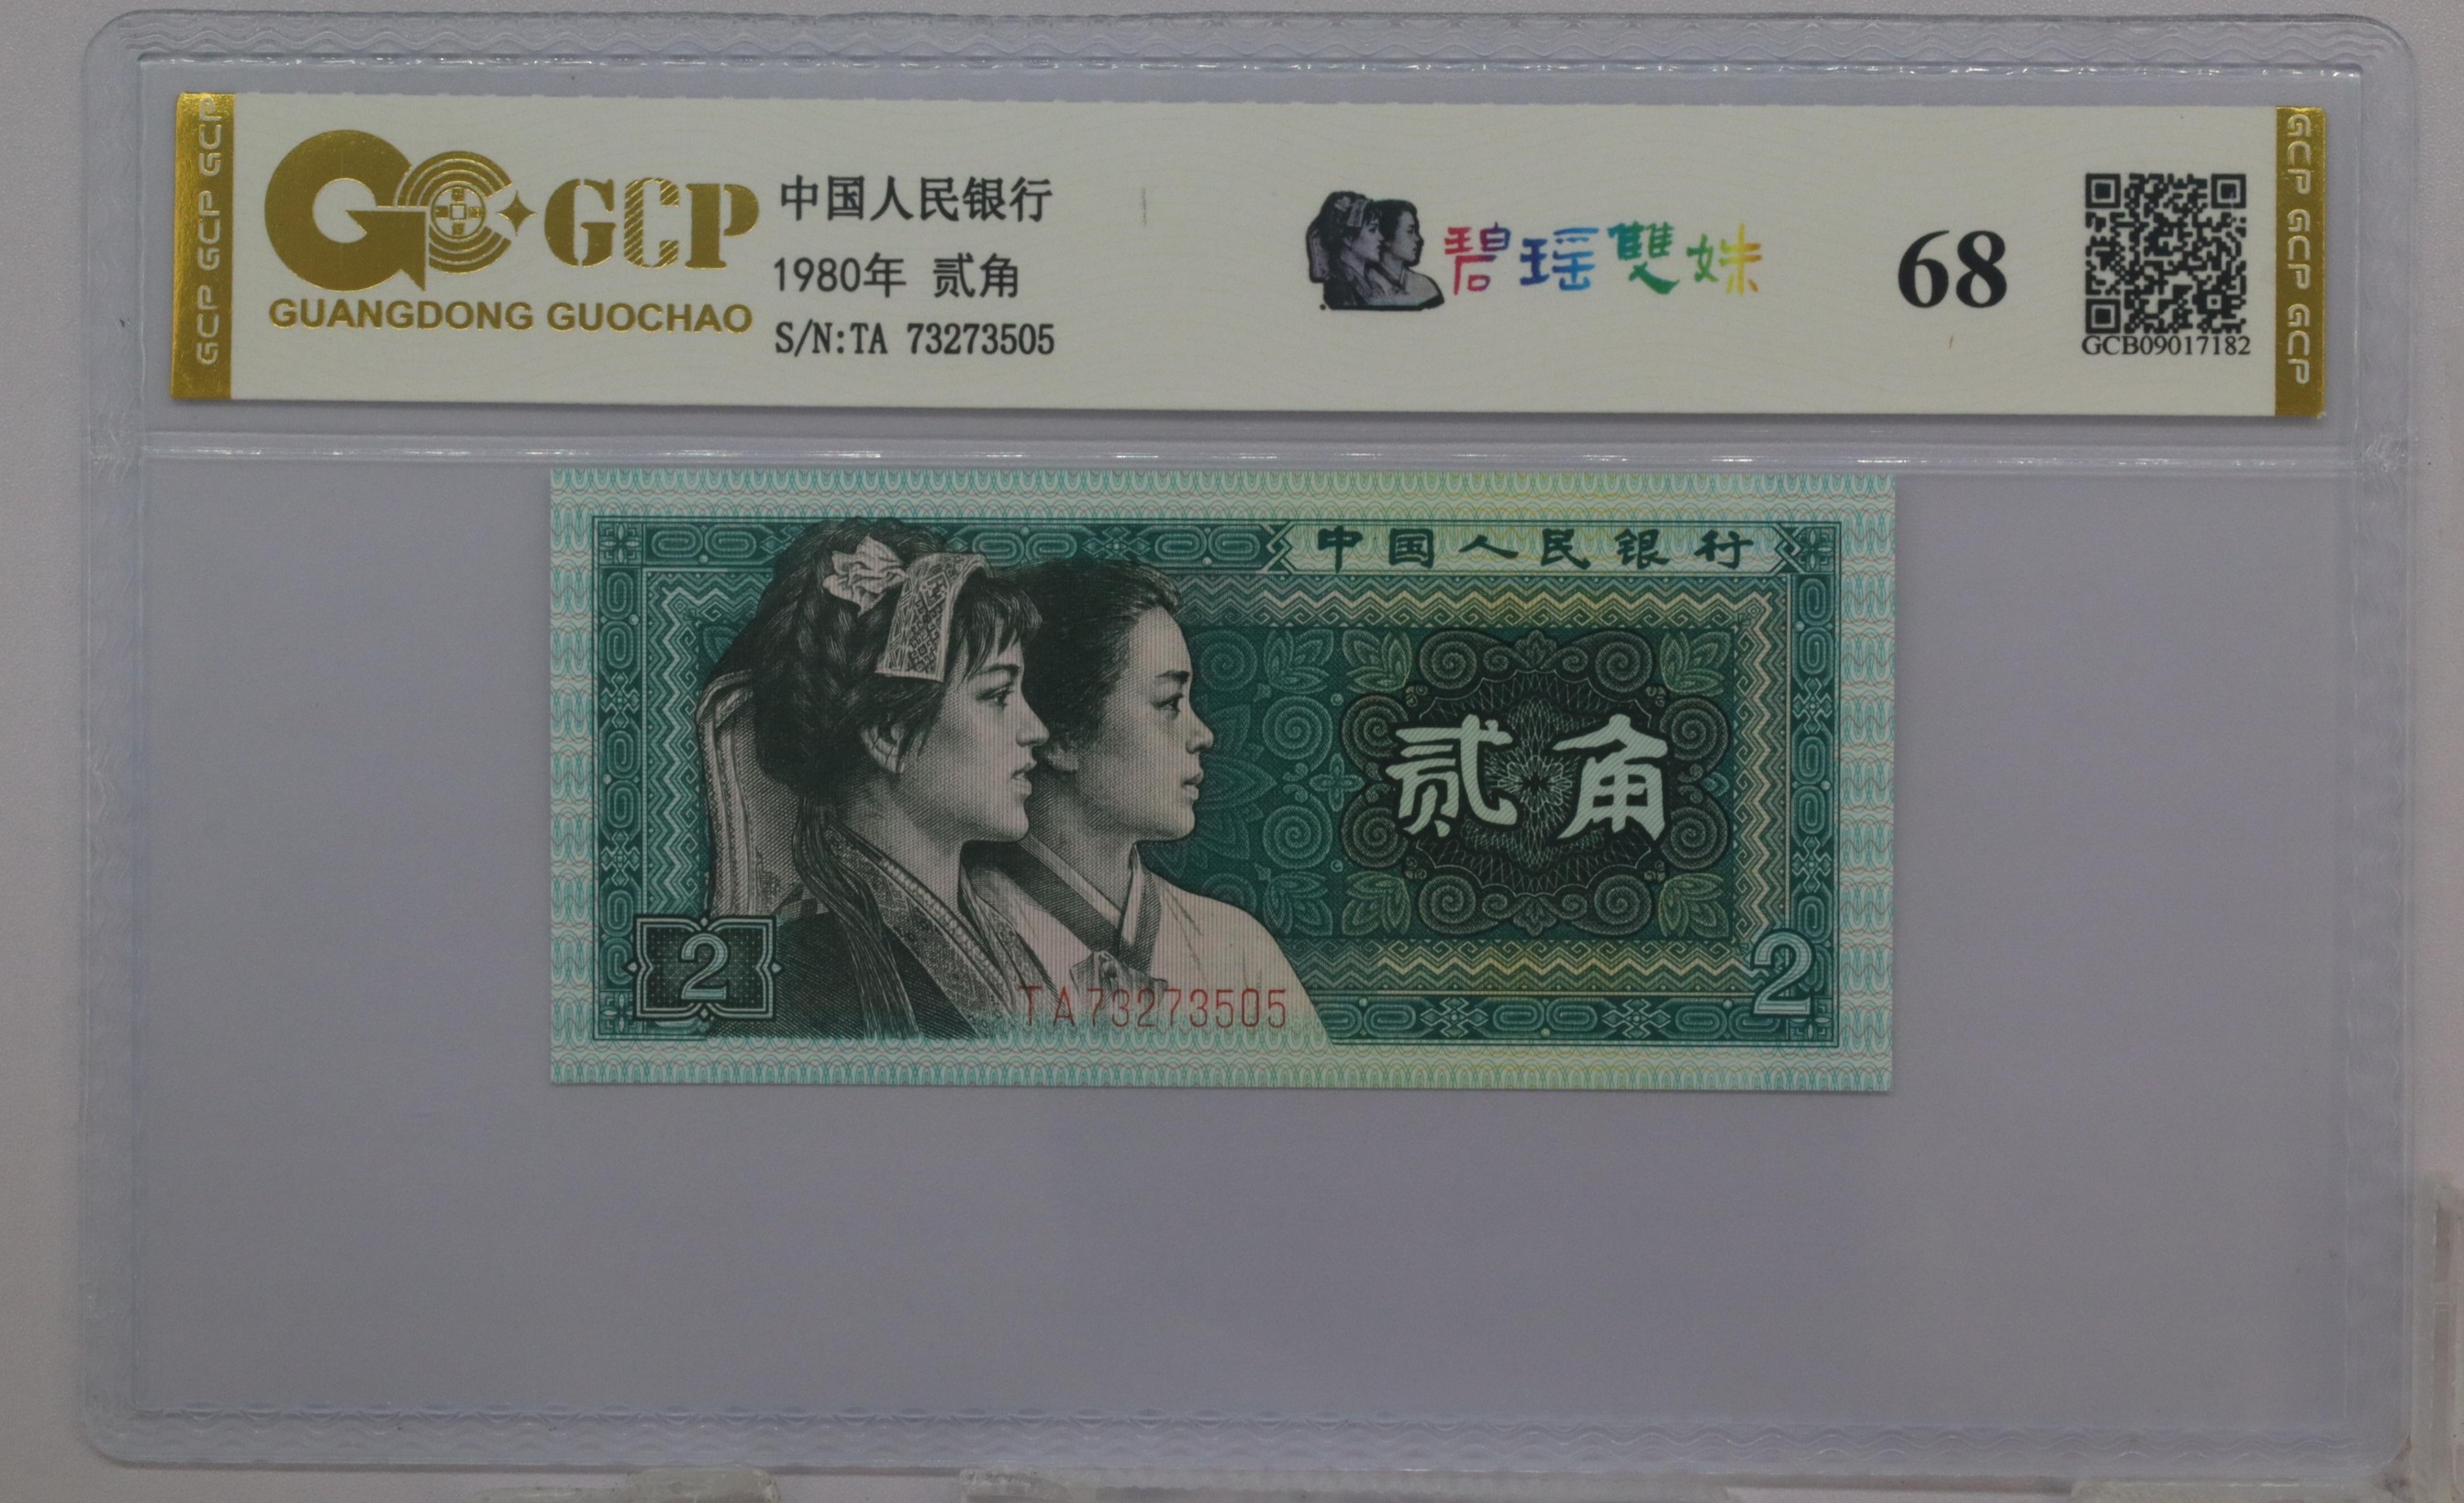 GCP GCP GCP
GCP
GUANGDONG GUOCHAO
中国人民银行
1980年 贰角
S/N:TA 73273505
碧瑶雙姝
68
GCB09017182
GCP GCP GCP
中国人民银行
贰角
2
2
TA73273505